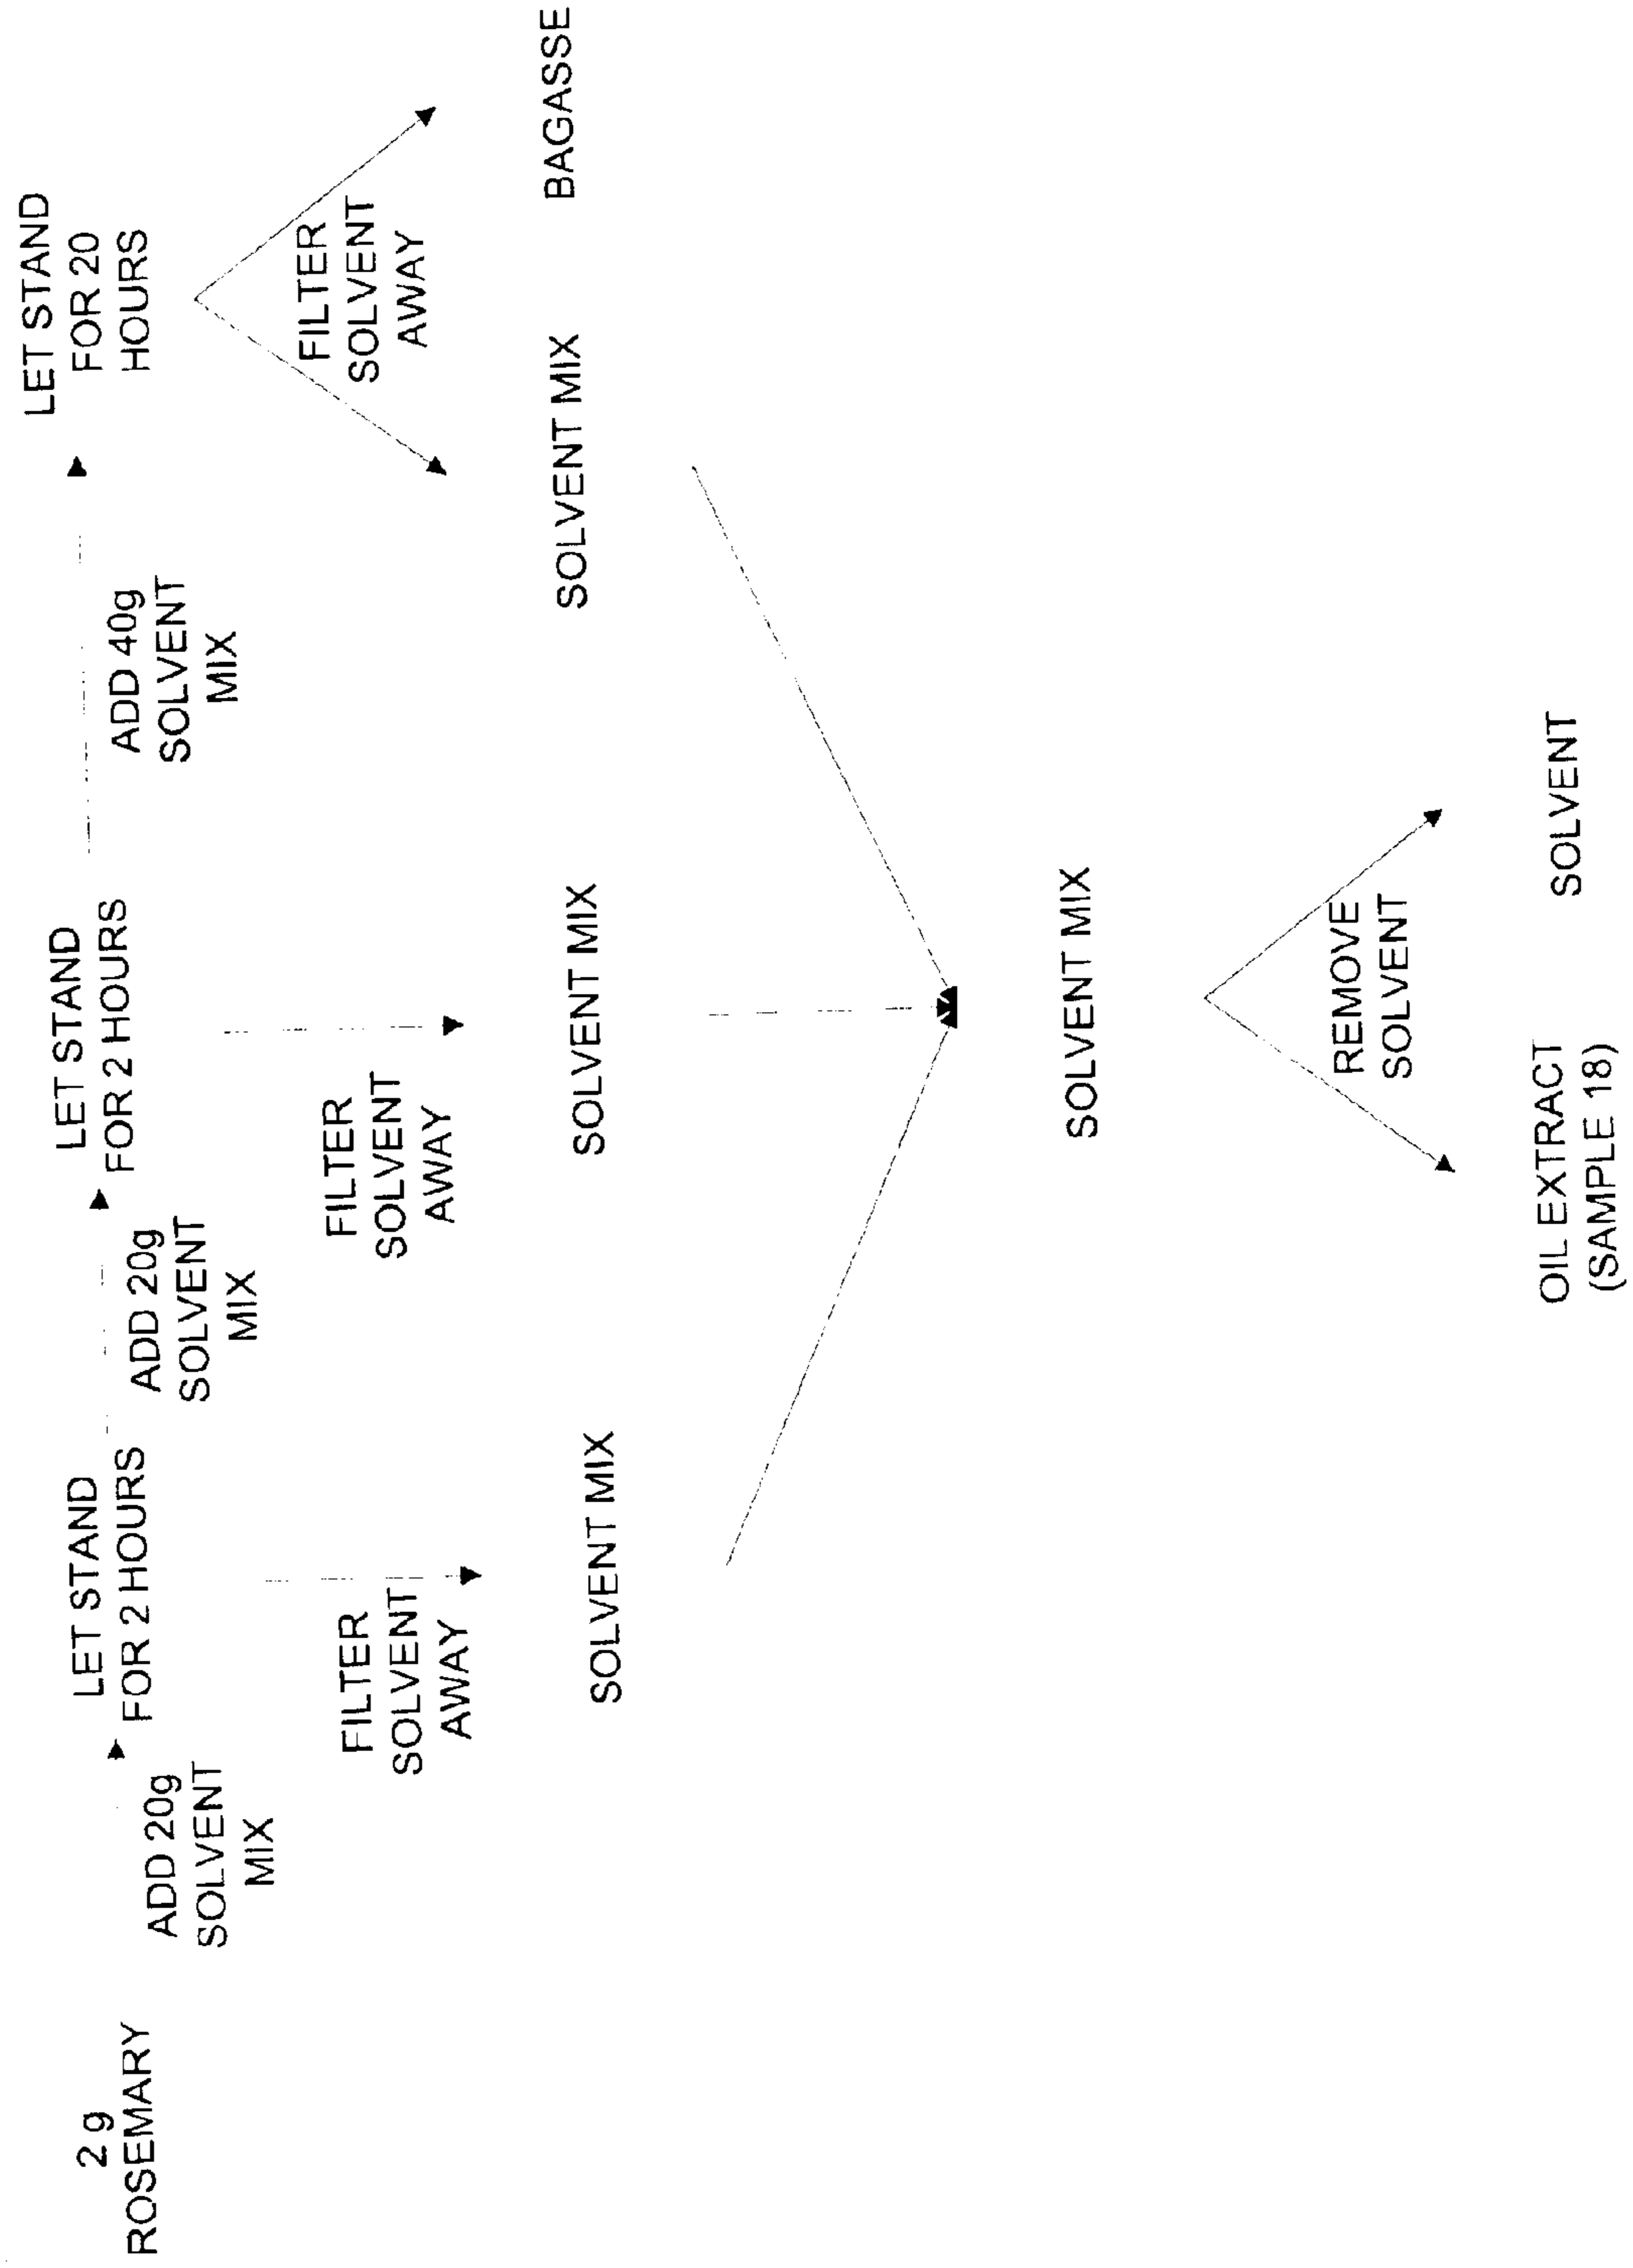 2 g
ROSEMARY
ADD 20g
SOLVENT
MIX
LET STAND
FOR 2 HOURS
ADD 20g
SOLVENT
MIX
LET STAND
FOR 2 HOURS
ADD 40g
SOLVENT
MIX
LET STAND
FOR 20
HOURS
FILTER
SOLVENT
AWAY
FILTER
SOLVENT
AWAY
FILTER
SOLVENT
AWAY
SOLVENT MIX
SOLVENT MIX
SOLVENT MIX
BAGASSE
SOLVENT MIX
REMOVE
SOLVENT
OIL EXTRACT
(SAMPLE 18)
SOLVENT